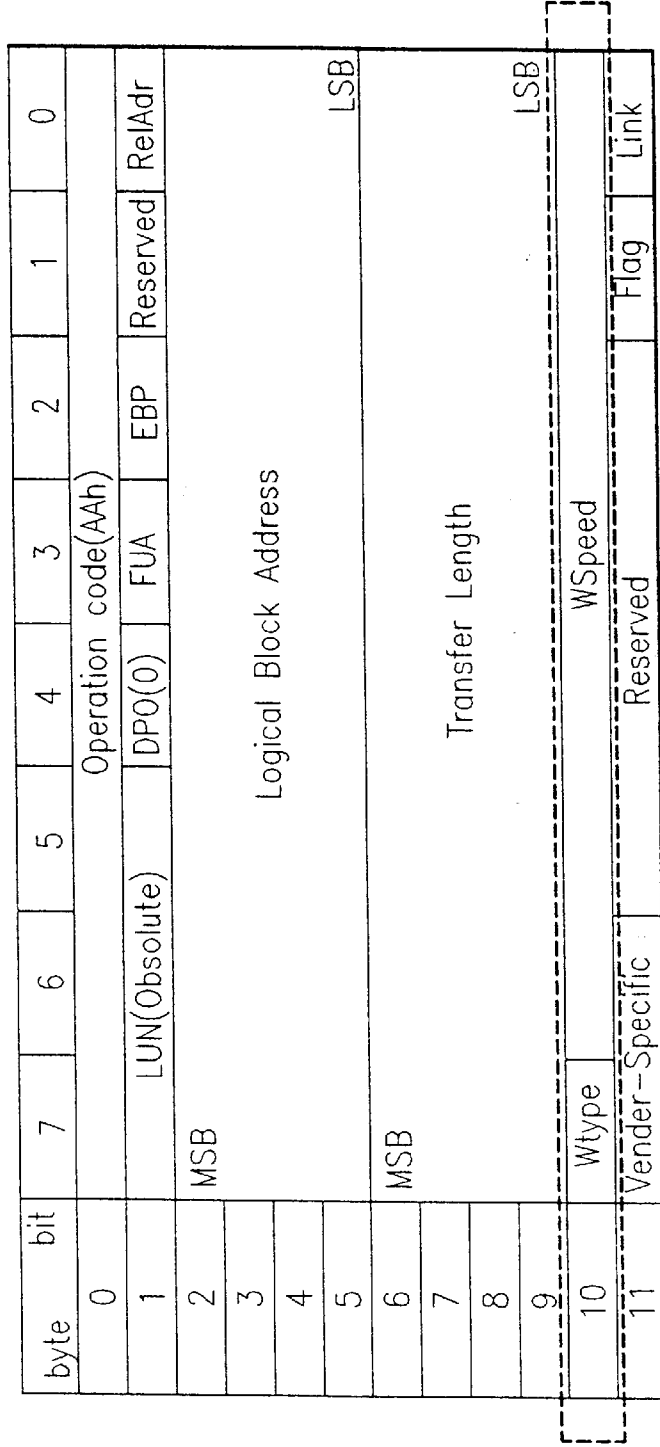 byte bit 7 6 5 4 3 2 1 0
0 Operation code(AAh)
1 LUN(Obsolute) DPO(0) FUA EBP Reserved RelAdr
2 MSB
3 Logical Block Address
4
5 LSB
6 MSB
7 Transfer Length
8
9 LSB
10 Wtype WSpeed
11 Vender-Specific Reserved Flag Link